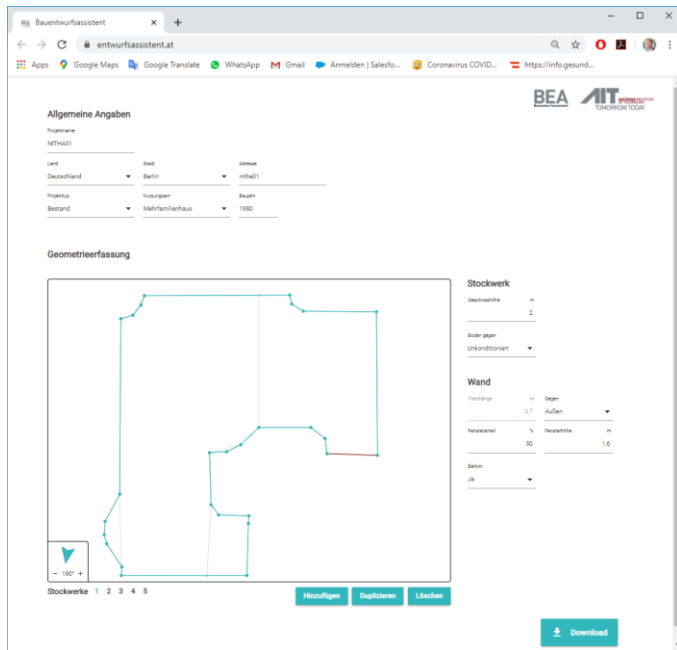 Bauentwurfsassistent
entwurfsassistent.at
Apps Google Maps Google Translate WhatsApp Gmail Anmelden | Salesfo... Coronavirus COVID... https://info.gesund...
BEA AIT
TOMORROW TODAY
Allgemeine Angaben
Projektname
NITHA01
Land Stadt Adresse
Deutschland Berlin nitha01
Projekttyp Nutzungsart Baujahr
Bestand Mehrfamilienhaus 1980
Geometrieerfassung
Stockwerk
Geschosshöhe m
2
Boden gegen
Unkonditioniert
Wand
Wandlänge m Gegen
3,7 Außen
Fensteranteil % Fensterhöhe m
30 1,6
Balkon
Ja
− 190° +
Stockwerke 1 2 3 4 5
Hinzufügen Duplizieren Löschen
Download